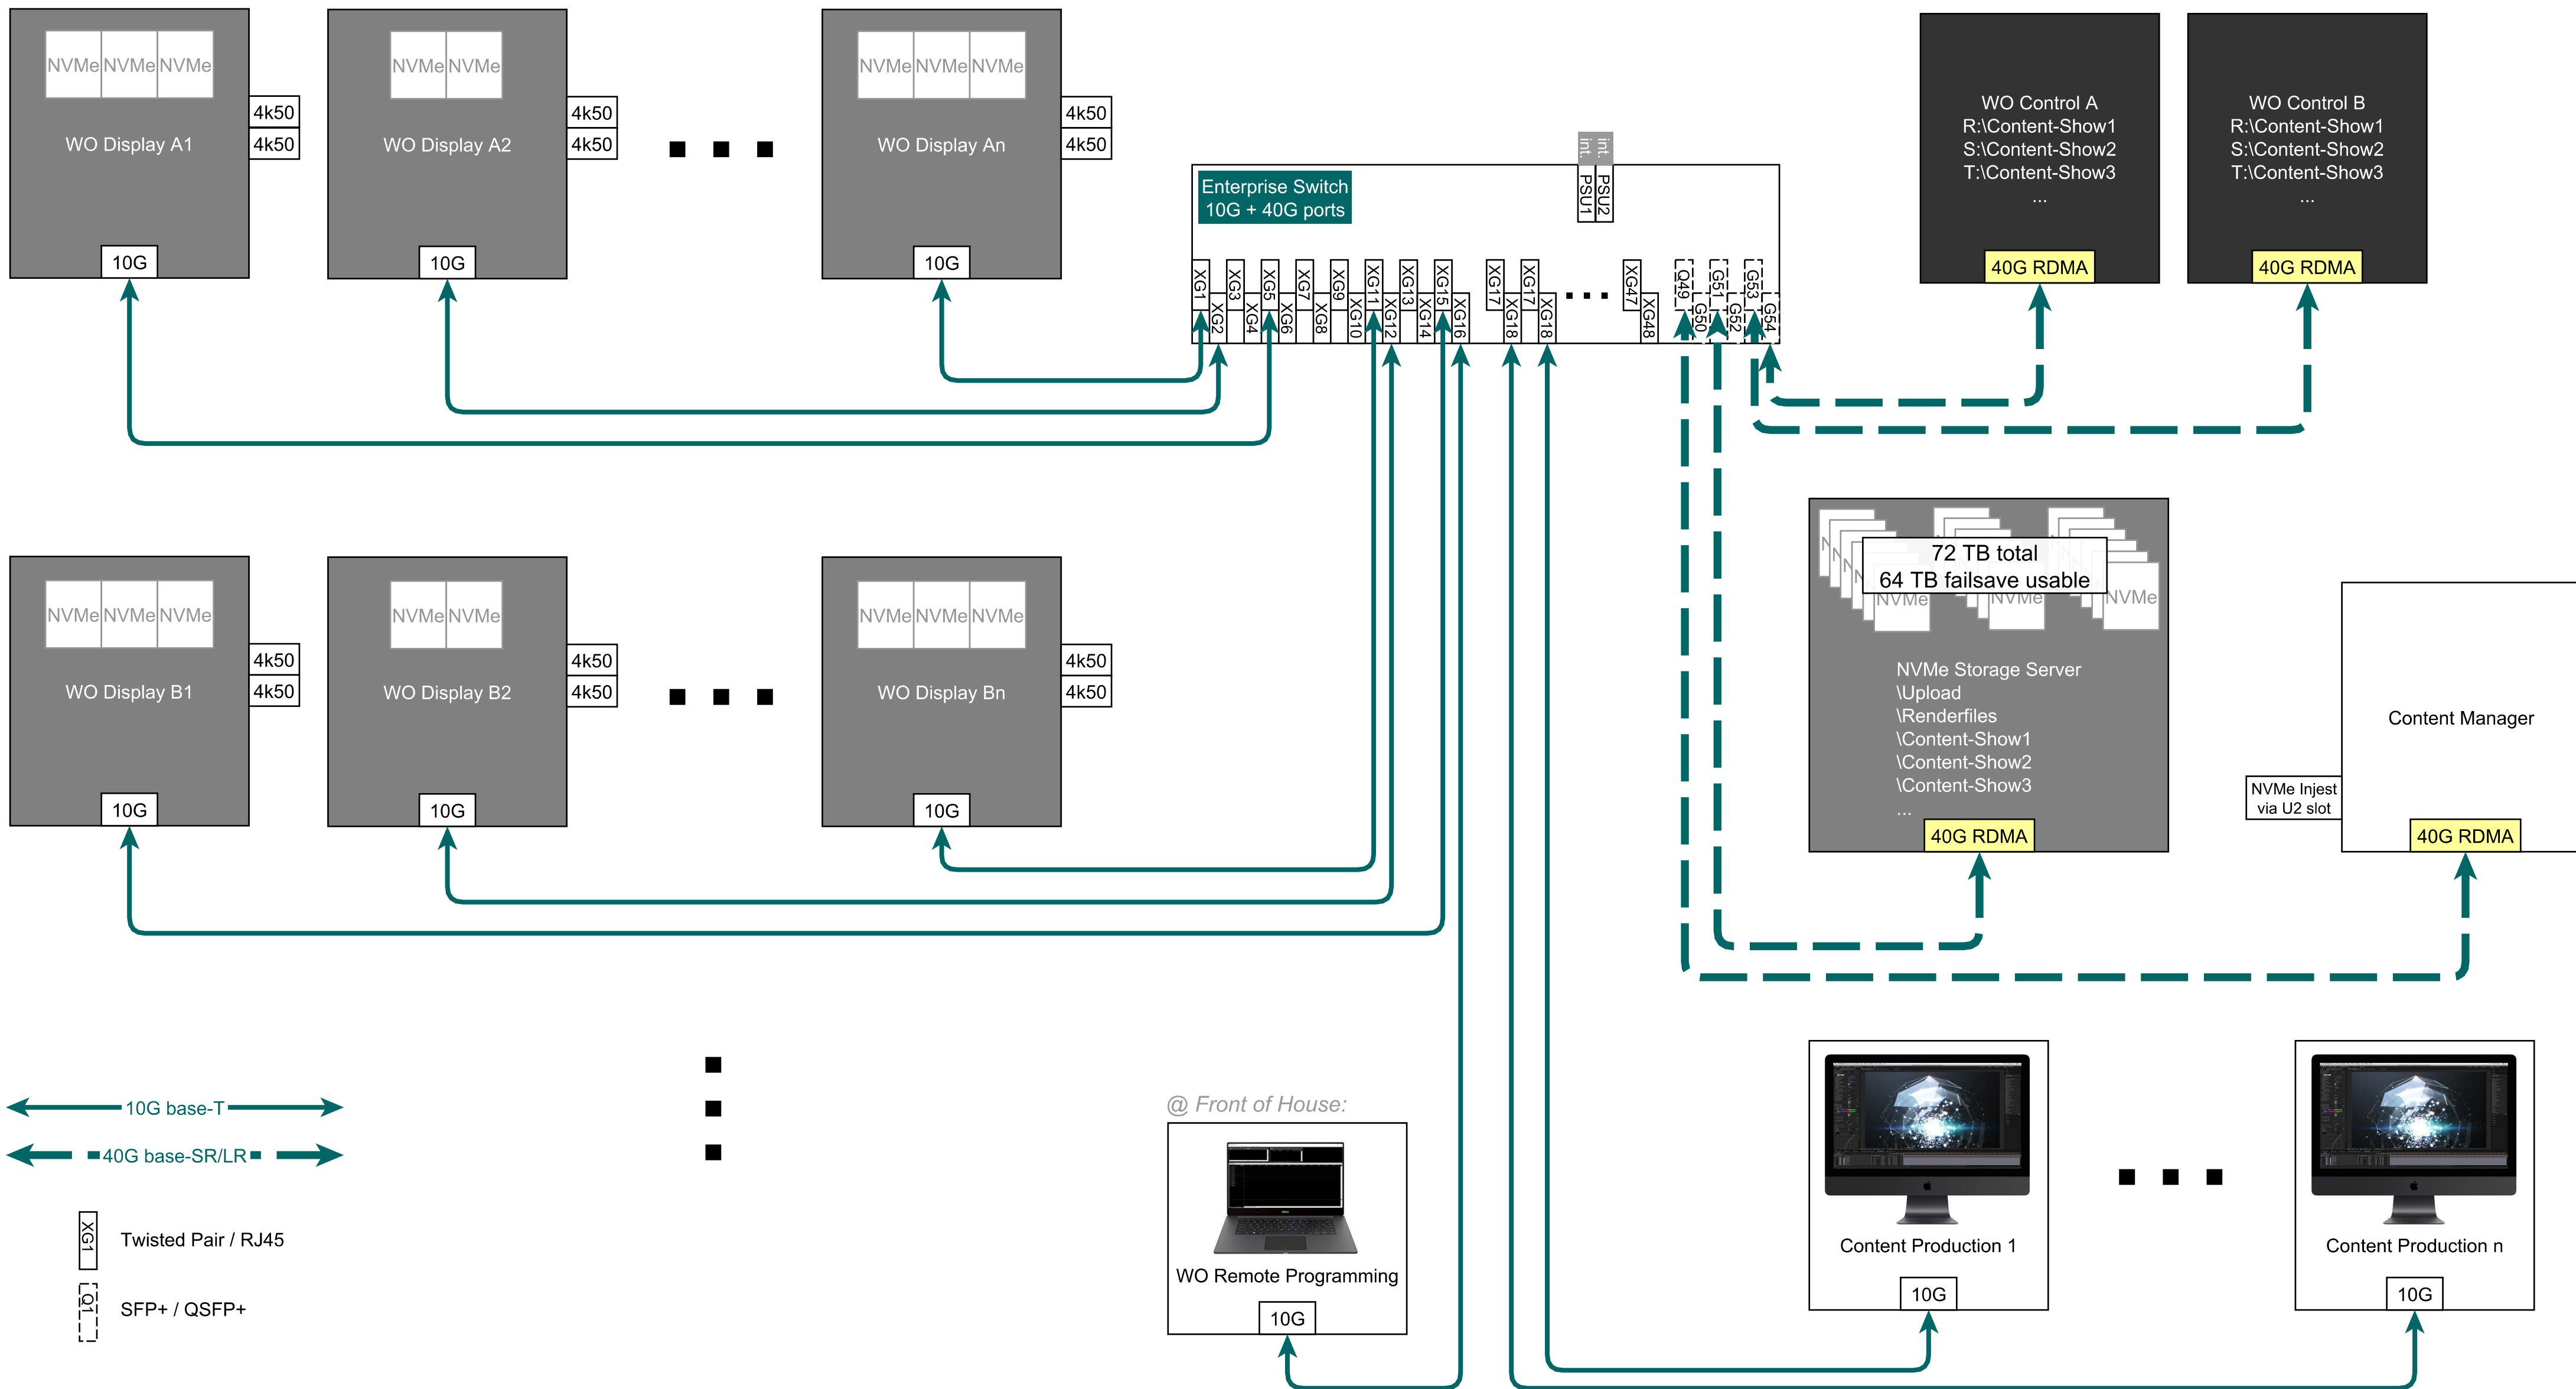 NVMe NVMe NVMe
WO Display A1
4k50
4k50
10G
NVMe NVMe
WO Display A2
4k50
4k50
10G
NVMe NVMe NVMe
WO Display An
4k50
4k50
10G
Enterprise Switch
10G + 40G ports
int.
int.
PSU1
PSU2
XG1
XG2
XG3
XG4
XG5
XG6
XG7
XG8
XG9
XG10
XG11
XG12
XG13
XG14
XG15
XG16
XG17
XG18
XG17
XG18
XG47
XG48
Q49
G50
G51
G52
G53
G54
WO Control A
R:\Content-Show1
S:\Content-Show2
T:\Content-Show3
...
40G RDMA
WO Control B
R:\Content-Show1
S:\Content-Show2
T:\Content-Show3
...
40G RDMA
NVMe NVMe NVMe
WO Display B1
4k50
4k50
10G
NVMe NVMe
WO Display B2
4k50
4k50
10G
NVMe NVMe NVMe
WO Display Bn
4k50
4k50
10G
72 TB total
64 TB failsave usable
NVMe
NVMe
NVMe
NVMe Storage Server
\Upload
\Renderfiles
\Content-Show1
\Content-Show2
\Content-Show3
...
40G RDMA
Content Manager
NVMe Injest
via U2 slot
40G RDMA
10G base-T
40G base-SR/LR
XG1
Twisted Pair / RJ45
Q1
SFP+ / QSFP+
@ Front of House:
WO Remote Programming
10G
Content Production 1
10G
Content Production n
10G